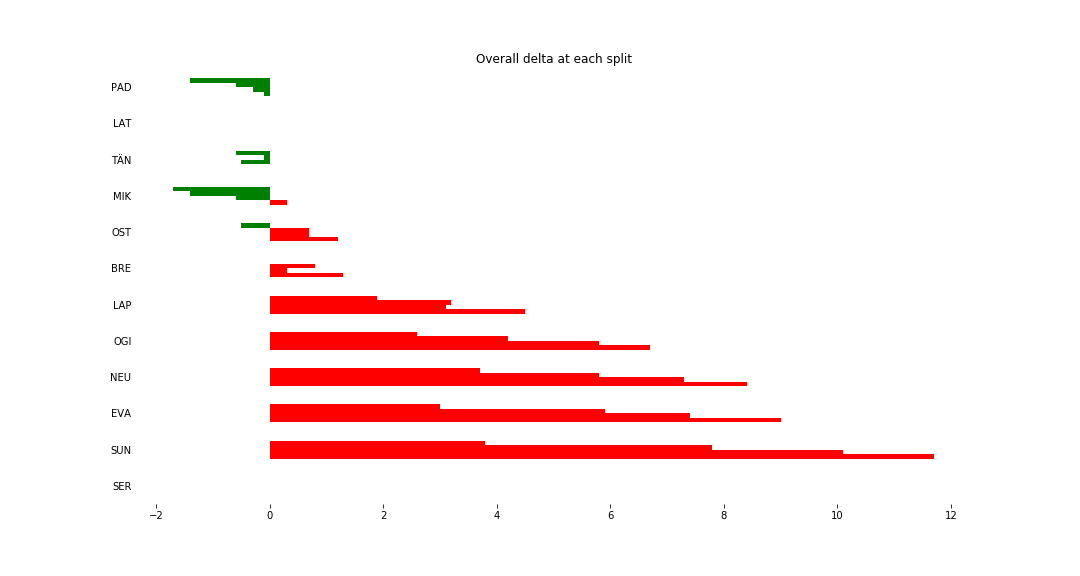 Overall delta at each split
PAD
LAT
TÄN
MIK
OST
BRE
LAP
OGI
NEU
EVA
SUN
SER
−2 0 2 4 6 8 10 12